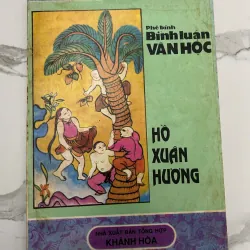 Phê bình
Bình luận
VĂN HỌC
HỒ
XUÂN
HƯƠNG
NHÀ XUẤT BẢN TỔNG HỢP
KHÁNH HÒA